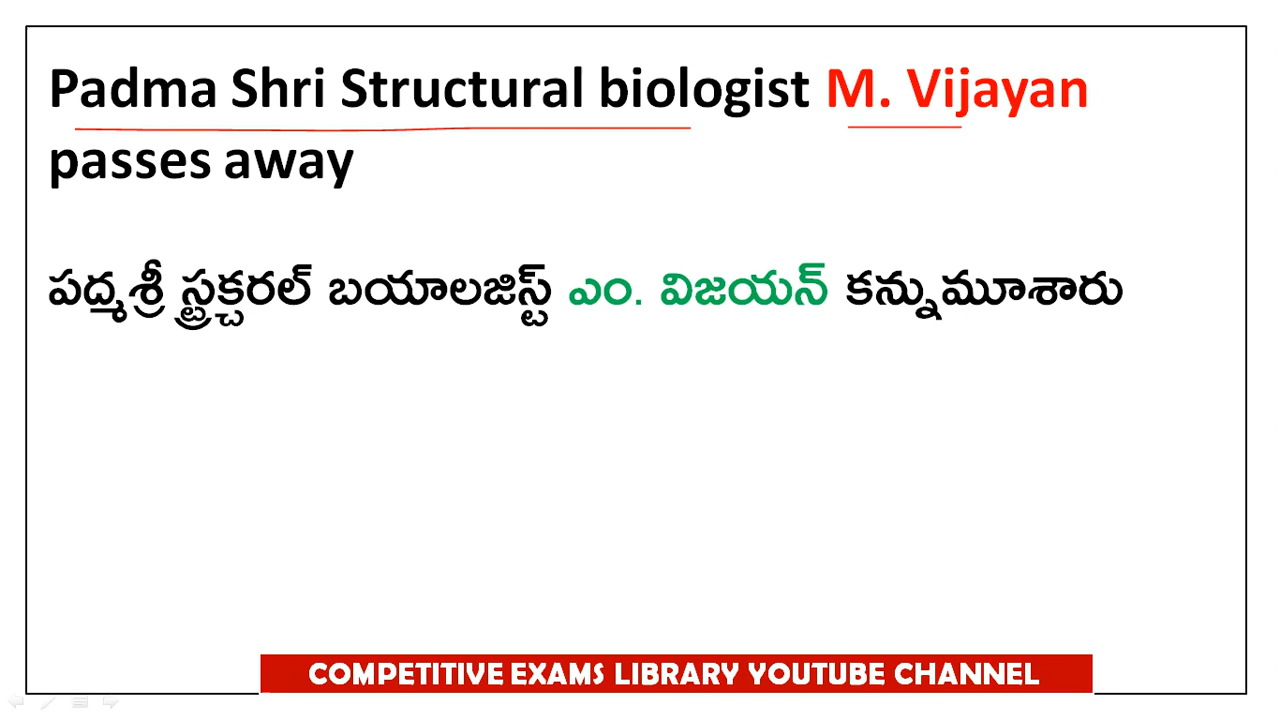 Padma Shri Structural biologist M. Vijayan
passes away
పద్మశ్రీ స్ట్రక్చరల్ బయాలజిస్ట్ ఎం. విజయన్ కన్నుమూశారు
COMPETITIVE EXAMS LIBRARY YOUTUBE CHANNEL